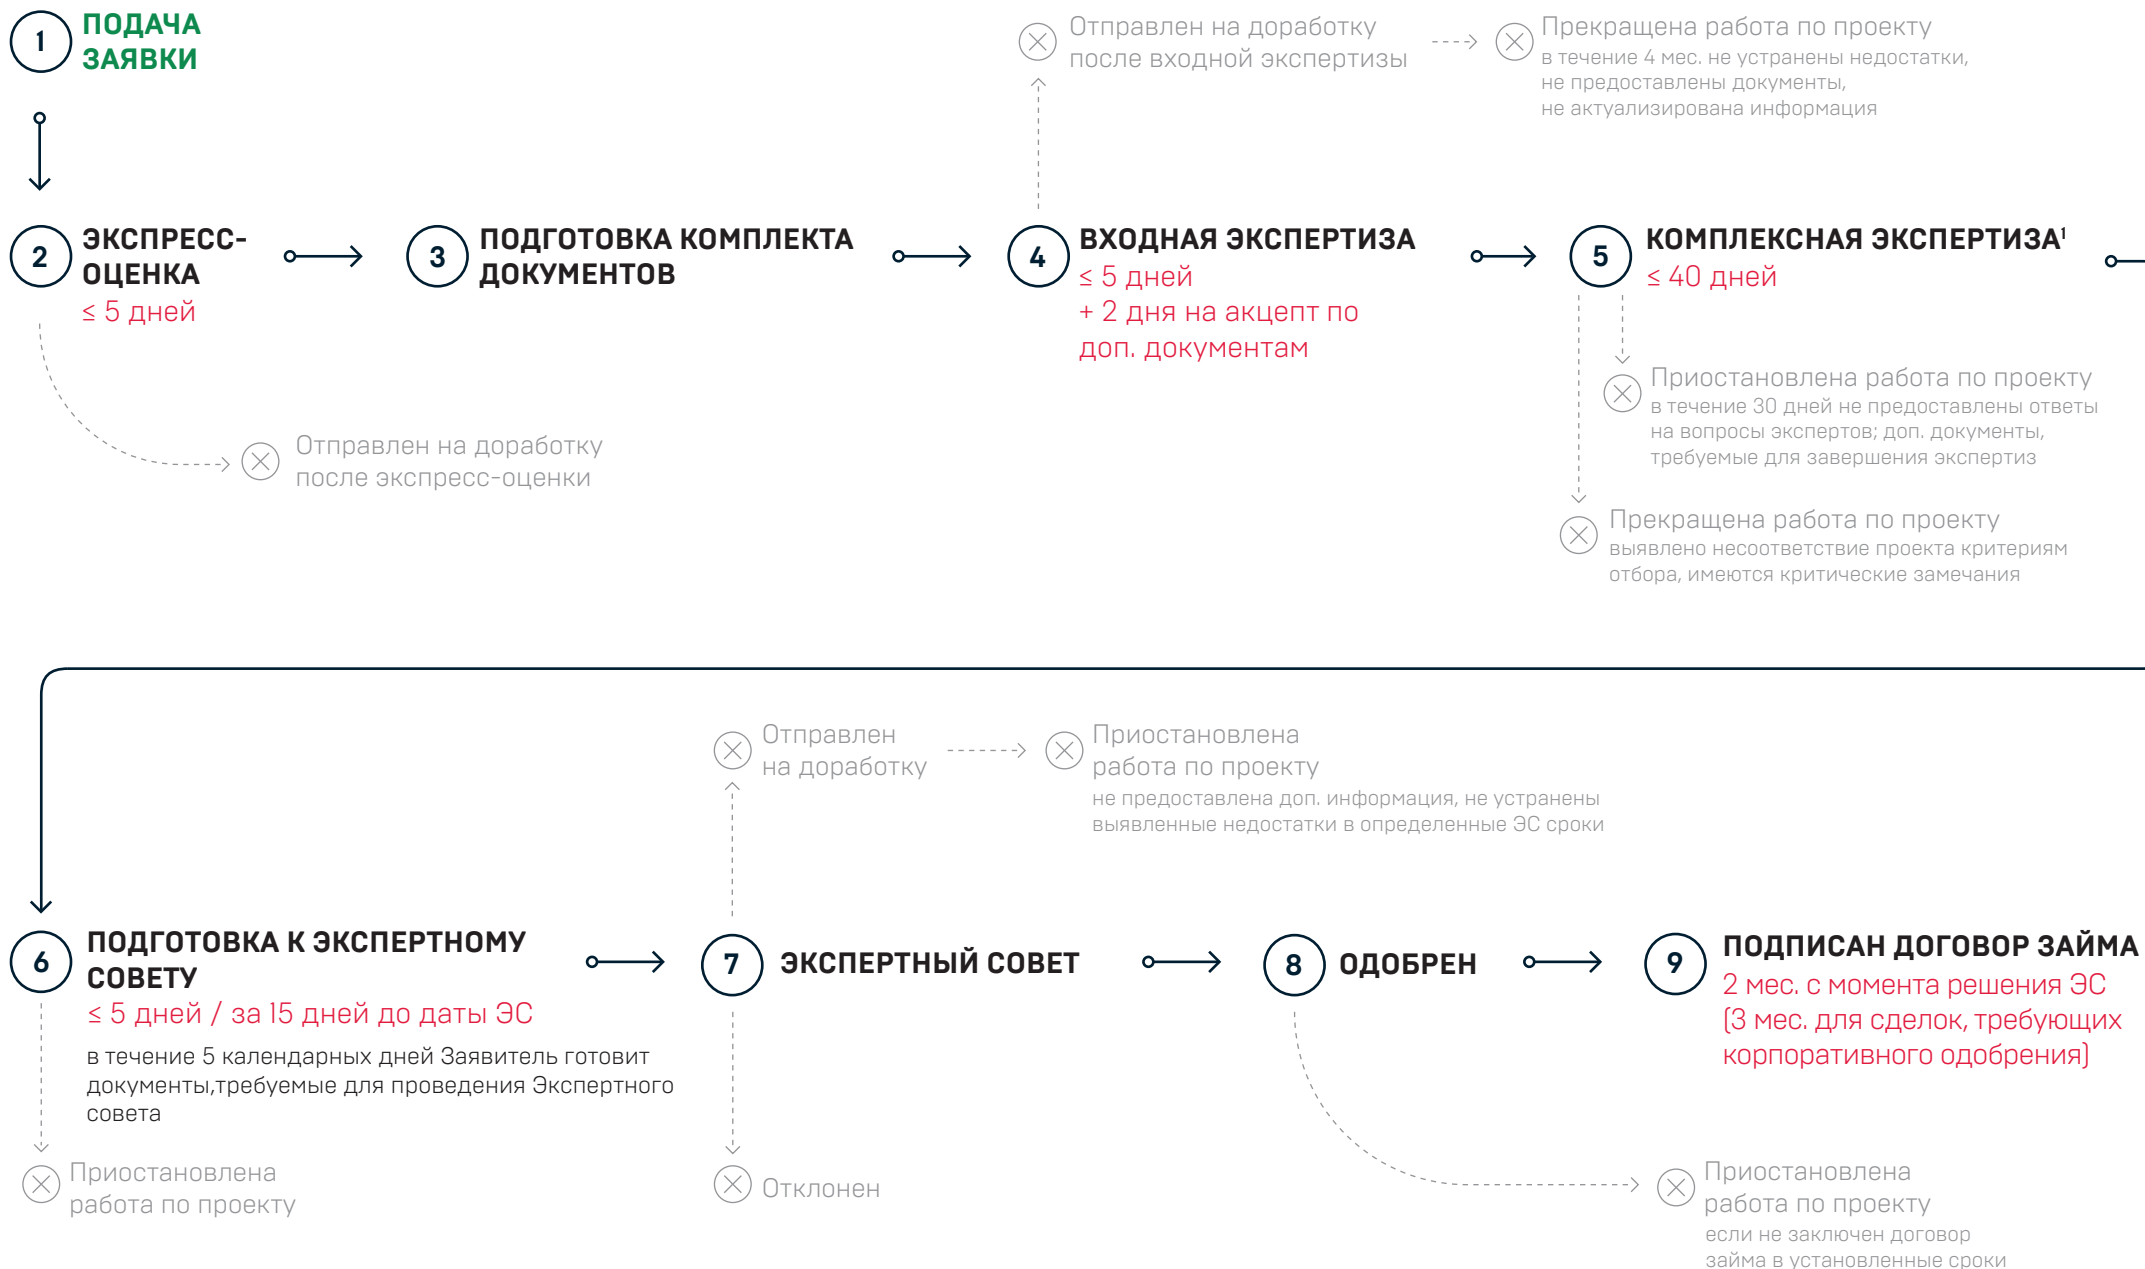 1
ПОДАЧА
ЗАЯВКИ
Отправлен на доработку
после входной экспертизы
Прекращена работа по проекту
в течение 4 мес. не устранены недостатки,
не предоставлены документы,
не актуализирована информация
2
ЭКСПРЕСС-
ОЦЕНКА
≤ 5 дней
3
ПОДГОТОВКА КОМПЛЕКТА
ДОКУМЕНТОВ
4
ВХОДНАЯ ЭКСПЕРТИЗА
≤ 5 дней
+ 2 дня на акцепт по
доп. документам
5
КОМПЛЕКСНАЯ ЭКСПЕРТИЗА¹
≤ 40 дней
Приостановлена работа по проекту
в течение 30 дней не предоставлены ответы
на вопросы экспертов; доп. документы,
требуемые для завершения экспертиз
Отправлен на доработку
после экспресс-оценки
Прекращена работа по проекту
выявлено несоответствие проекта критериям
отбора, имеются критические замечания
Отправлен
на доработку
Приостановлена
работа по проекту
не предоставлена доп. информация, не устранены
выявленные недостатки в определенные ЭС сроки
6
ПОДГОТОВКА К ЭКСПЕРТНОМУ
СОВЕТУ
≤ 5 дней / за 15 дней до даты ЭС
в течение 5 календарных дней Заявитель готовит
документы,требуемые для проведения Экспертного
совета
7
ЭКСПЕРТНЫЙ СОВЕТ
8
ОДОБРЕН
9
ПОДПИСАН ДОГОВОР ЗАЙМА
2 мес. с момента решения ЭС
(3 мес. для сделок, требующих
корпоративного одобрения)
Приостановлена
работа по проекту
Отклонен
Приостановлена
работа по проекту
если не заключен договор
займа в установленные сроки